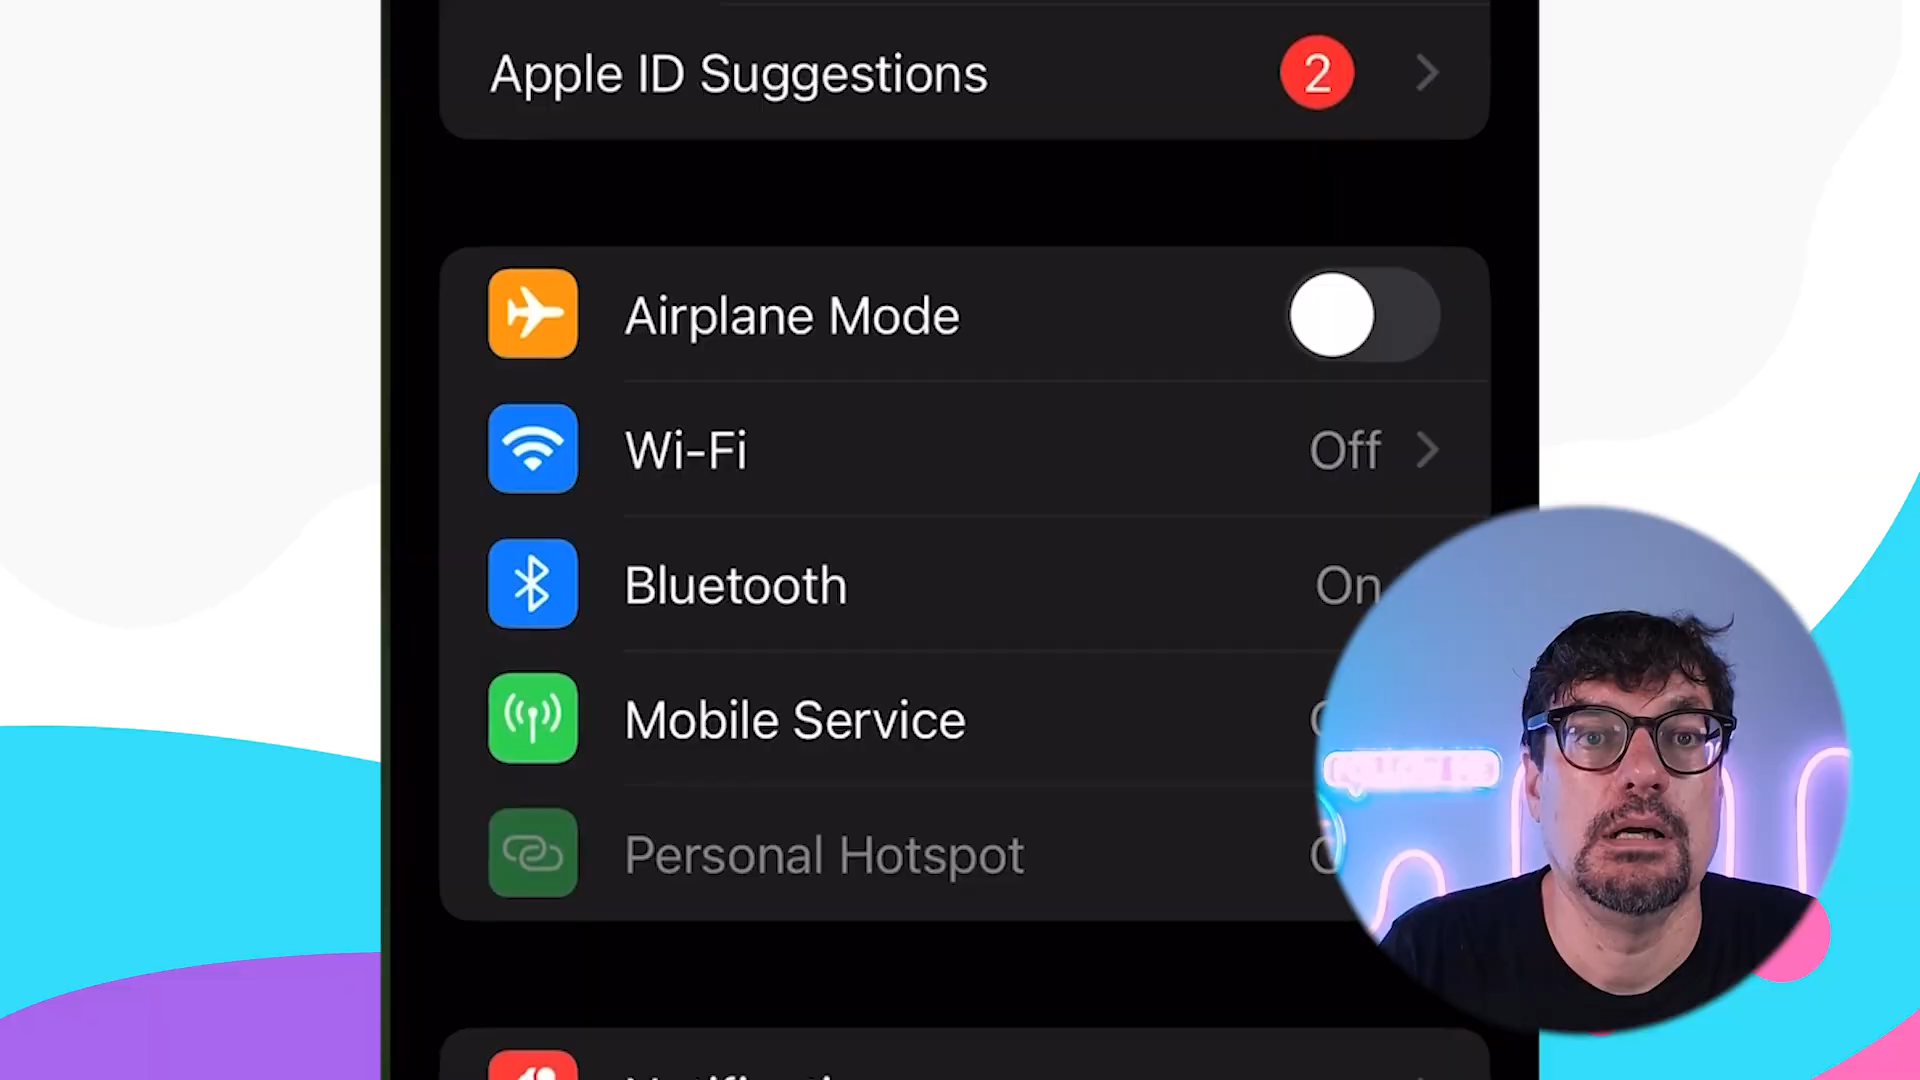 Apple ID Suggestions 2
Airplane Mode
Wi-Fi Off
Bluetooth On
Mobile Service
Personal Hotspot